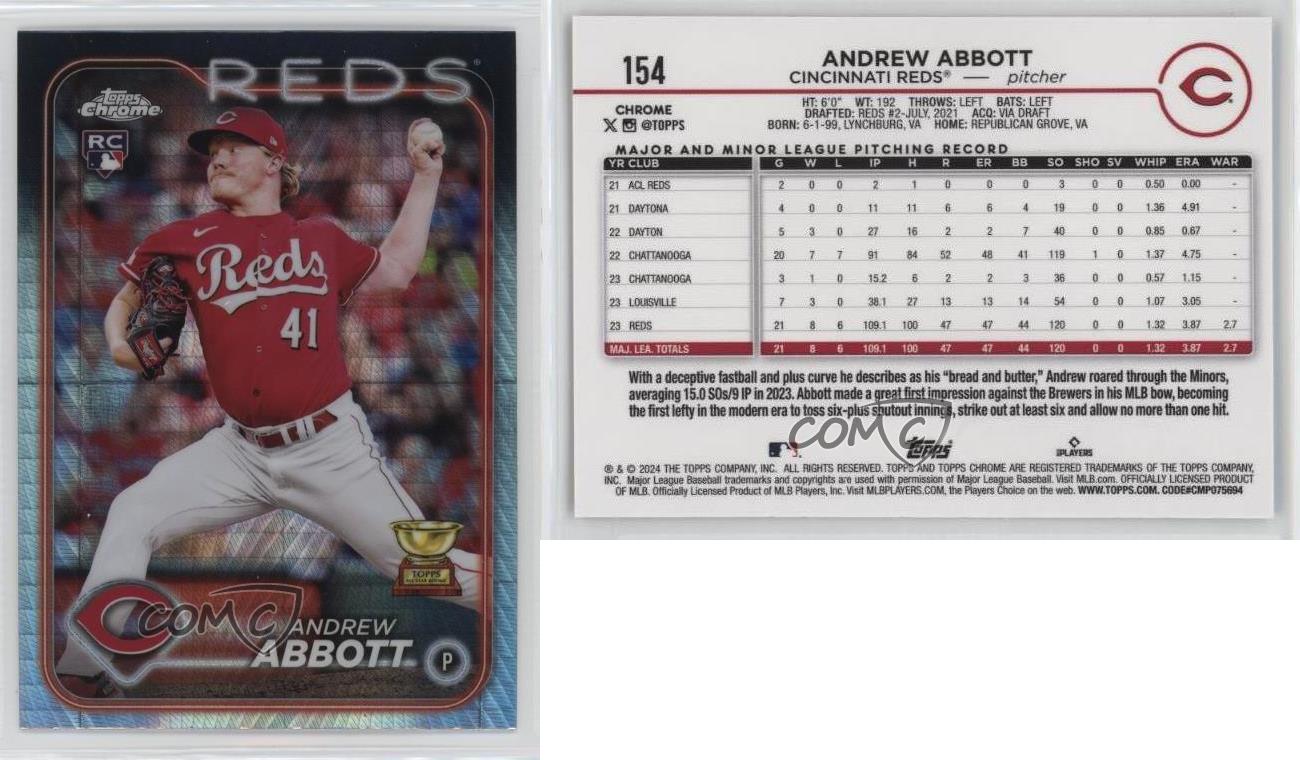 REDS®
Topps
Chrome
RC
Reds
41
TOPPS
COMC
ANDREW
ABBOTT
P
154
ANDREW ABBOTT
CINCINNATI REDS® — pitcher
CHROME
X @TOPPS
HT: 6'0" WT: 192 THROWS: LEFT BATS: LEFT
DRAFTED: REDS #2-JULY, 2021 ACQ: VIA DRAFT
BORN: 6-1-99, LYNCHBURG, VA HOME: REPUBLICAN GROVE, VA
MAJOR AND MINOR LEAGUE PITCHING RECORD
YR CLUB G W L IP H R ER BB SO SHO SV WHIP ERA WAR
21 ACL REDS 2 0 0 2 1 0 0 0 3 0 0 0.50 0.00 -
21 DAYTONA 4 0 0 11 11 6 6 4 19 0 0 1.36 4.91 -
22 DAYTON 5 3 0 27 16 2 2 7 40 0 0 0.85 0.67 -
22 CHATTANOOGA 20 7 7 91 84 52 48 41 119 1 0 1.37 4.75 -
23 CHATTANOOGA 3 1 0 15.2 6 2 2 3 36 0 0 0.57 1.15 -
23 LOUISVILLE 7 3 0 38.1 27 13 13 14 54 0 0 1.07 3.05 -
23 REDS 21 8 6 109.1 100 47 47 44 120 0 0 1.32 3.87 2.7
MAJ. LEA. TOTALS 21 8 6 109.1 100 47 47 44 120 0 0 1.32 3.87 2.7
With a deceptive fastball and plus curve he describes as his “bread and butter,” Andrew roared through the Minors,
averaging 15.0 SOs/9 IP in 2023. Abbott made a great first impression against the Brewers in his MLB bow, becoming
the first lefty in the modern era to toss six-plus shutout innings, strike out at least six and allow no more than one hit.
COMC
Topps
PLAYERS
® & © 2024 THE TOPPS COMPANY, INC. ALL RIGHTS RESERVED. TOPPS AND TOPPS CHROME ARE REGISTERED TRADEMARKS OF THE TOPPS COMPANY,
INC. Major League Baseball trademarks and copyrights are used with permission of Major League Baseball. Visit MLB.com. OFFICIALLY LICENSED PRODUCT
OF MLB. Officially Licensed Product of MLB Players, Inc. Visit MLBPLAYERS.COM, the Players Choice on the web. WWW.TOPPS.COM. CODE#CMP075694